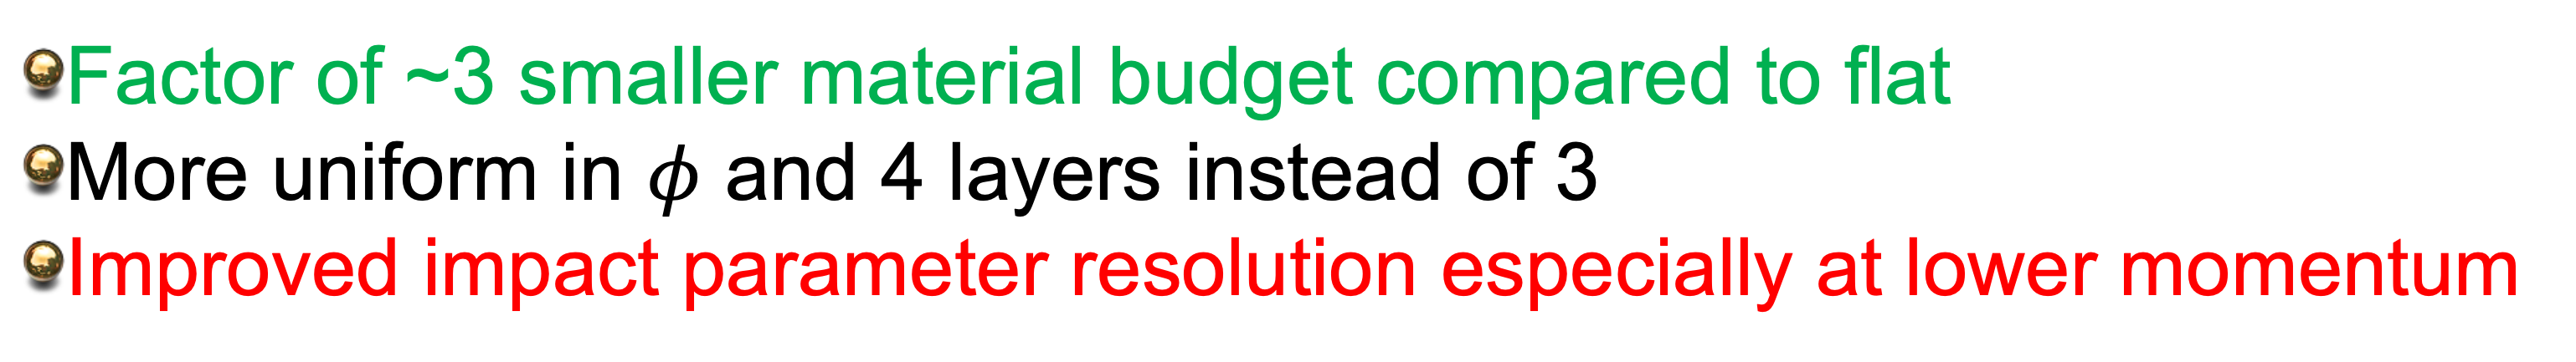 Factor of ~3 smaller material budget compared to flat
More uniform in ϕ and 4 layers instead of 3
Improved impact parameter resolution especially at lower momentum